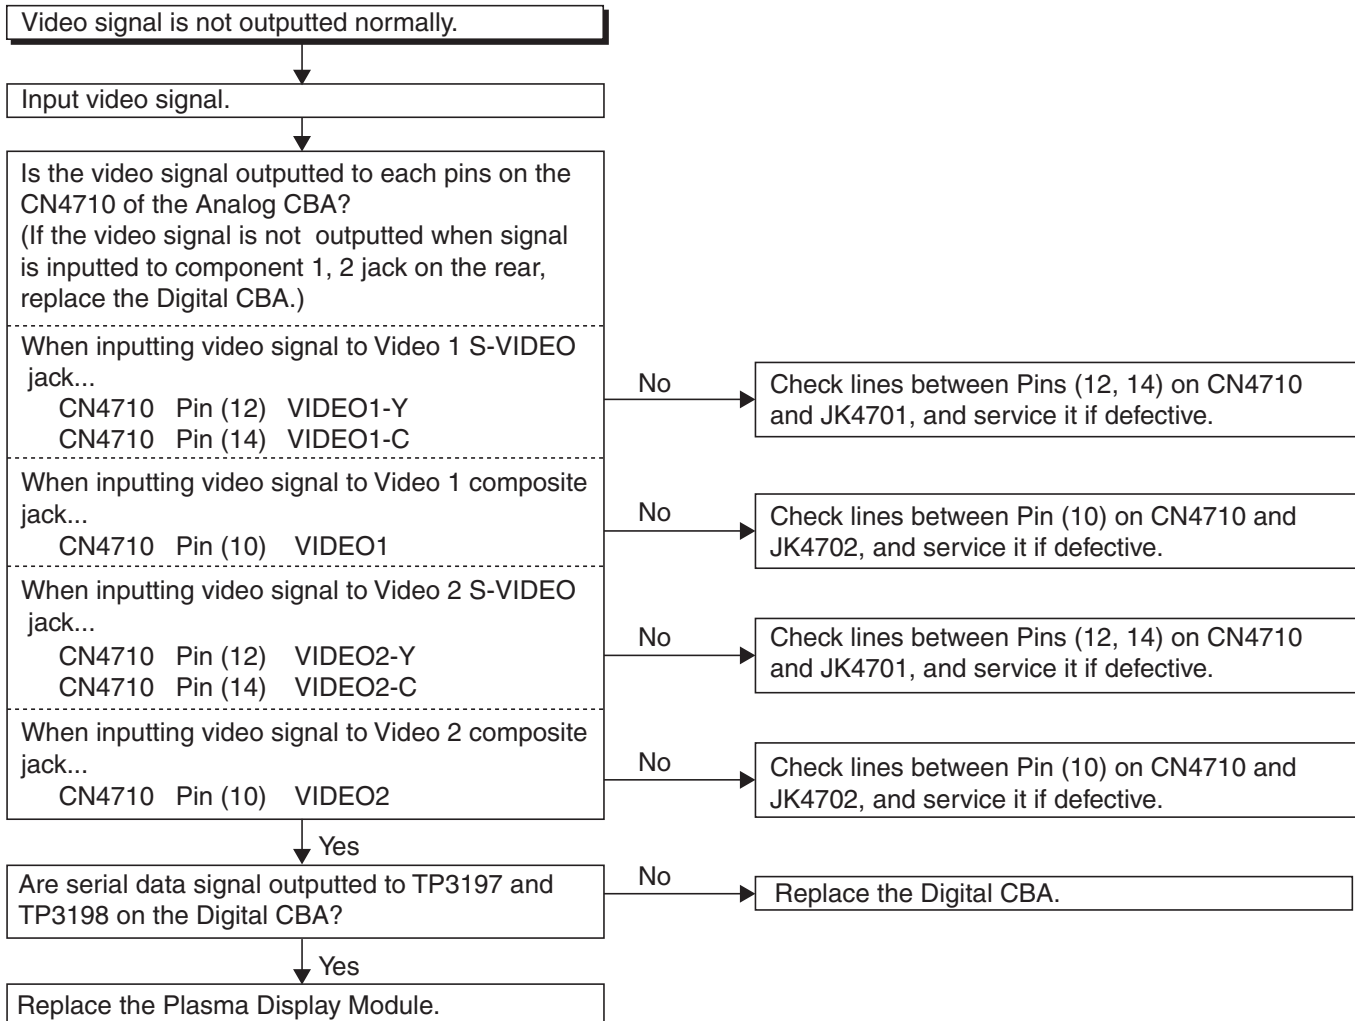 Video signal is not outputted normally.
Input video signal.
Is the video signal outputted to each pins on the
CN4710 of the Analog CBA?
(If the video signal is not outputted when signal
is inputted to component 1, 2 jack on the rear,
replace the Digital CBA.)
When inputting video signal to Video 1 S-VIDEO
jack...
CN4710 Pin (12) VIDEO1-Y
CN4710 Pin (14) VIDEO1-C
No
Check lines between Pins (12, 14) on CN4710
and JK4701, and service it if defective.
When inputting video signal to Video 1 composite
jack...
CN4710 Pin (10) VIDEO1
No
Check lines between Pin (10) on CN4710 and
JK4702, and service it if defective.
When inputting video signal to Video 2 S-VIDEO
jack...
CN4710 Pin (12) VIDEO2-Y
CN4710 Pin (14) VIDEO2-C
No
Check lines between Pins (12, 14) on CN4710
and JK4701, and service it if defective.
When inputting video signal to Video 2 composite
jack...
CN4710 Pin (10) VIDEO2
No
Check lines between Pin (10) on CN4710 and
JK4702, and service it if defective.
Yes
Are serial data signal outputted to TP3197 and
TP3198 on the Digital CBA?
No
Replace the Digital CBA.
Yes
Replace the Plasma Display Module.